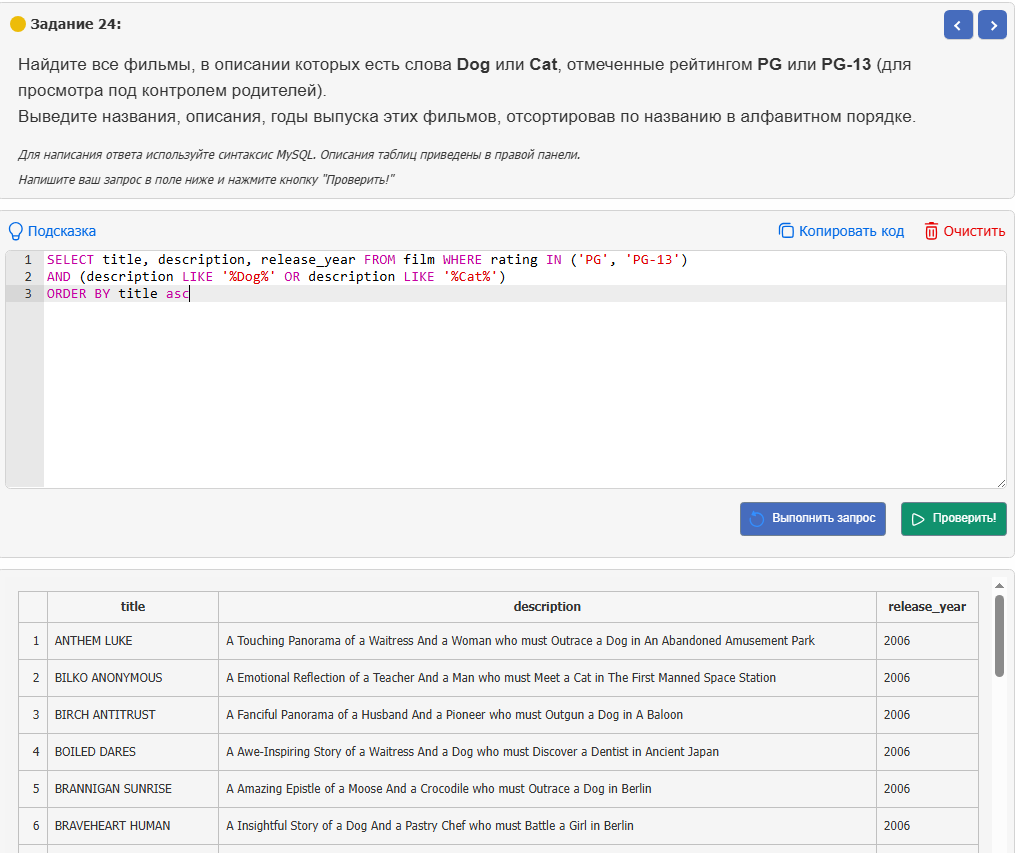 Задание 24:
Найдите все фильмы, в описании которых есть слова Dog или Cat, отмеченные рейтингом PG или PG-13 (для
просмотра под контролем родителей).
Выведите названия, описания, годы выпуска этих фильмов, отсортировав по названию в алфавитном порядке.
Для написания ответа используйте синтаксис MySQL. Описания таблиц приведены в правой панели.
Напишите ваш запрос в поле ниже и нажмите кнопку "Проверить!"
Подсказка Копировать код Очистить
1 SELECT title, description, release_year FROM film WHERE rating IN ('PG', 'PG-13')
2 AND (description LIKE '%Dog%' OR description LIKE '%Cat%')
3 ORDER BY title asc
Выполнить запрос Проверить!
title description release_year
1 ANTHEM LUKE A Touching Panorama of a Waitress And a Woman who must Outrace a Dog in An Abandoned Amusement Park 2006
2 BILKO ANONYMOUS A Emotional Reflection of a Teacher And a Man who must Meet a Cat in The First Manned Space Station 2006
3 BIRCH ANTITRUST A Fanciful Panorama of a Husband And a Pioneer who must Outgun a Dog in A Baloon 2006
4 BOILED DARES A Awe-Inspiring Story of a Waitress And a Dog who must Discover a Dentist in Ancient Japan 2006
5 BRANNIGAN SUNRISE A Amazing Epistle of a Moose And a Crocodile who must Outrace a Dog in Berlin 2006
6 BRAVEHEART HUMAN A Insightful Story of a Dog And a Pastry Chef who must Battle a Girl in Berlin 2006